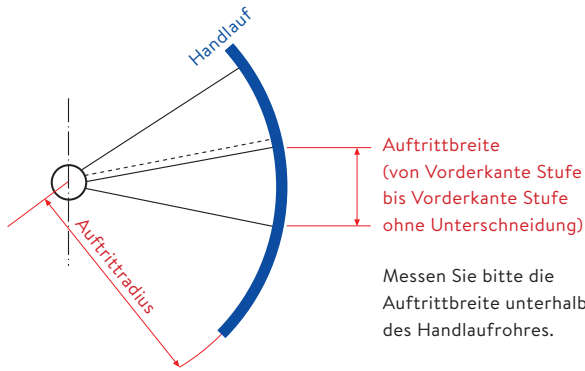 Handlauf
Auftrittbreite
(von Vorderkante Stufe
bis Vorderkante Stufe
ohne Unterschneidung)
Auftrittradius
Messen Sie bitte die
Auftrittbreite unterhalb
des Handlaufrohres.